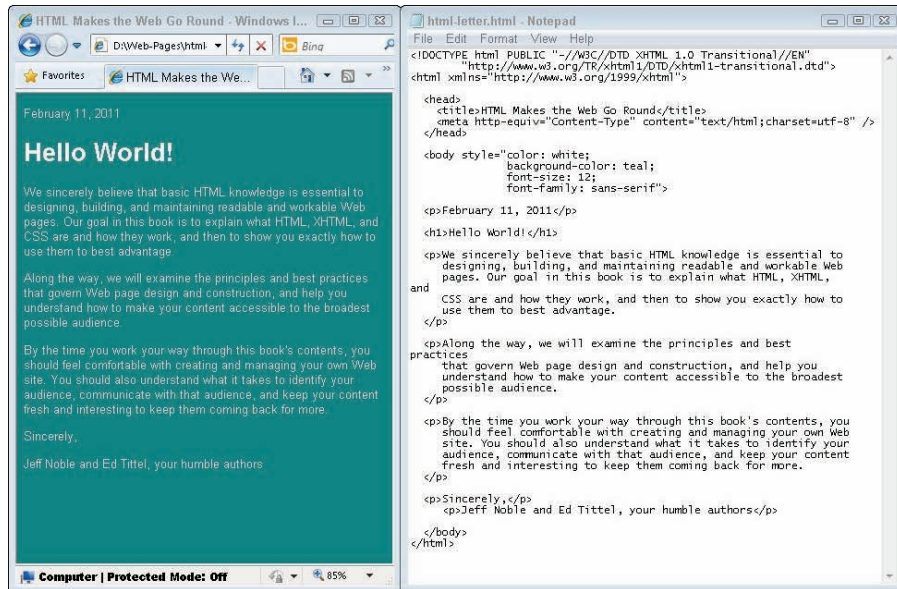 HTML Makes the Web Go Round - Windows I...
D:\Web-Pages\html-
Bing
Favorites
HTML Makes the We...
February 11, 2011
Hello World!
We sincerely believe that basic HTML knowledge is essential to
designing, building, and maintaining readable and workable Web
pages. Our goal in this book is to explain what HTML, XHTML, and
CSS are and how they work, and then to show you exactly how to
use them to best advantage.
Along the way, we will examine the principles and best practices
that govern Web page design and construction, and help you
understand how to make your content accessible to the broadest
possible audience.
By the time you work your way through this book's contents, you
should feel comfortable with creating and managing your own Web
site. You should also understand what it takes to identify your
audience, communicate with that audience, and keep your content
fresh and interesting to keep them coming back for more.
Sincerely,
Jeff Noble and Ed Tittel, your humble authors
Computer | Protected Mode: Off
85%
html-letter.html - Notepad
File Edit Format View Help
<!DOCTYPE html PUBLIC "-//W3C//DTD XHTML 1.0 Transitional//EN"
"http://www.w3.org/TR/xhtml1/DTD/xhtml1-transitional.dtd">
<html xmlns="http://www.w3.org/1999/xhtml">
<head>
<title>HTML Makes the Web Go Round</title>
<meta http-equiv="Content-Type" content="text/html;charset=utf-8" />
</head>
<body style="color: white;
background-color: teal;
font-size: 12;
font-family: sans-serif">
<p>February 11, 2011</p>
<h1>Hello World!</h1>
<p>We sincerely believe that basic HTML knowledge is essential to
designing, building, and maintaining readable and workable Web
pages. Our goal in this book is to explain what HTML, XHTML,
and
CSS are and how they work, and then to show you exactly how to
use them to best advantage.
</p>
<p>Along the way, we will examine the principles and best
practices
that govern Web page design and construction, and help you
understand how to make your content accessible to the broadest
possible audience.
</p>
<p>By the time you work your way through this book's contents, you
should feel comfortable with creating and managing your own Web
site. You should also understand what it takes to identify your
audience, communicate with that audience, and keep your content
fresh and interesting to keep them coming back for more.
</p>
<p>Sincerely,</p>
<p>Jeff Noble and Ed Tittel, your humble authors</p>
</body>
</html>